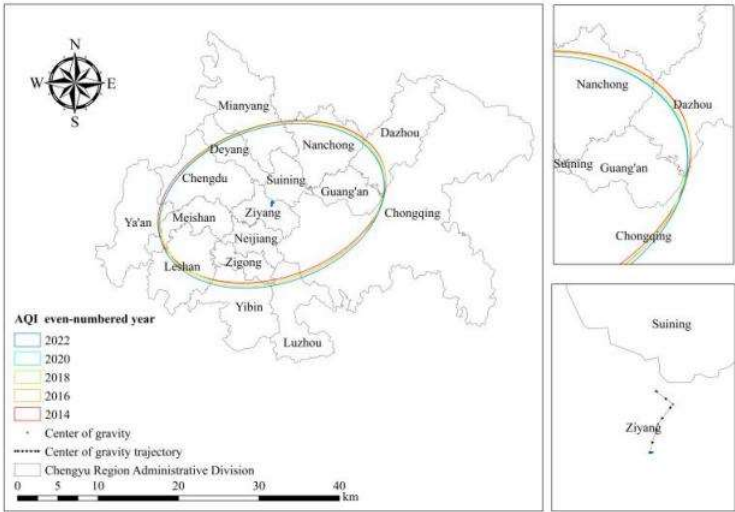 N
W E
S
Mianyang
Dazhou
Deyang
Nanchong
Chengdu
Suining
Guang'an
Ya'an
Meishan
Ziyang
Chongqing
Neijiang
Leshan
Zigong
Yibin
Luzhou
AQI even-numbered year
2022
2020
2018
2016
2014
Center of gravity
Center of gravity trajectory
Chengyu Region Administrative Division
0 10 20 30 40
km
Nanchong
Dazhou
Suining
Guang'an
Chongqing
Suining
Ziyang